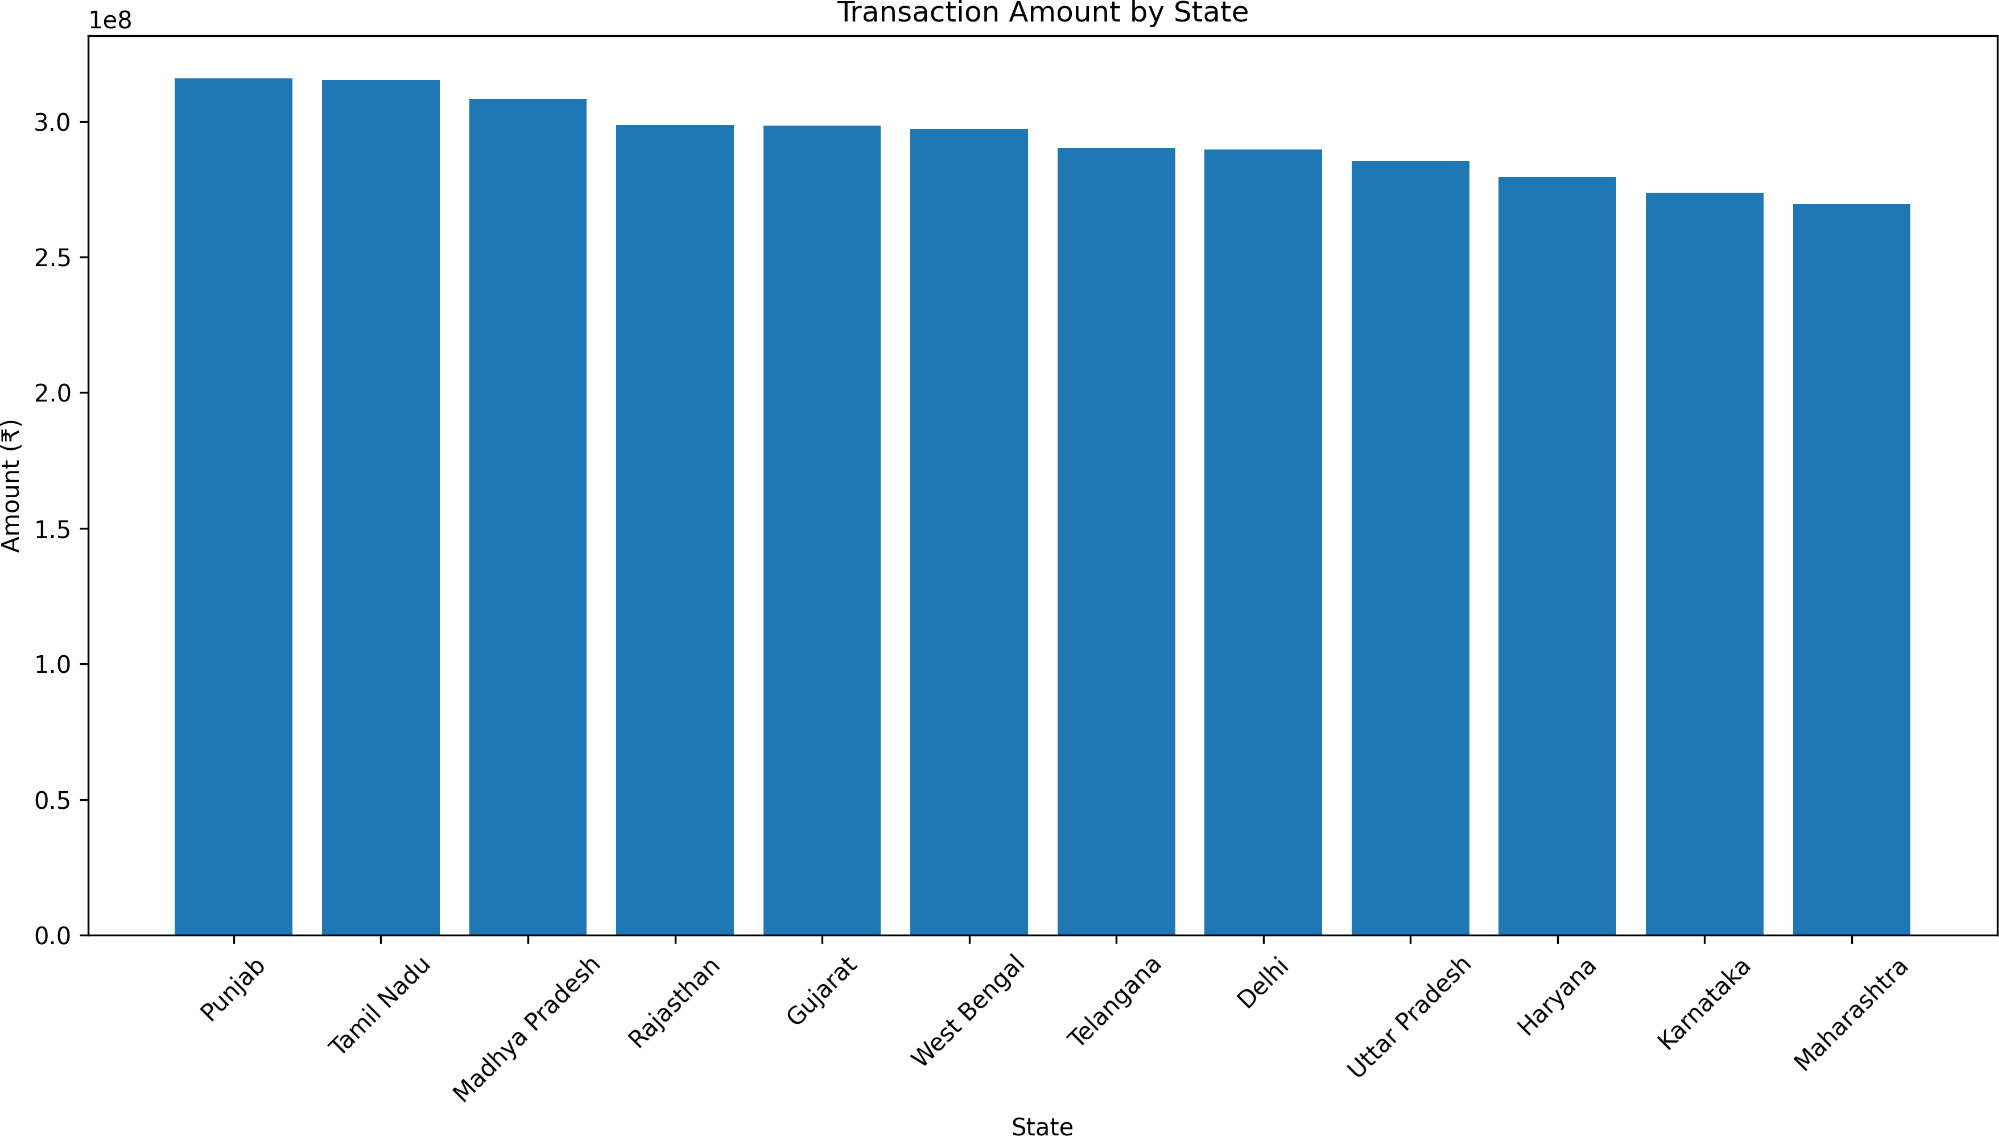 Transaction Amount by State
1e8
3.0
2.5
2.0
1.5
1.0
0.5
0.0
Amount (₹)
Punjab
Tamil Nadu
Madhya Pradesh
Rajasthan
Gujarat
West Bengal
Telangana
Delhi
Uttar Pradesh
Haryana
Karnataka
Maharashtra
State